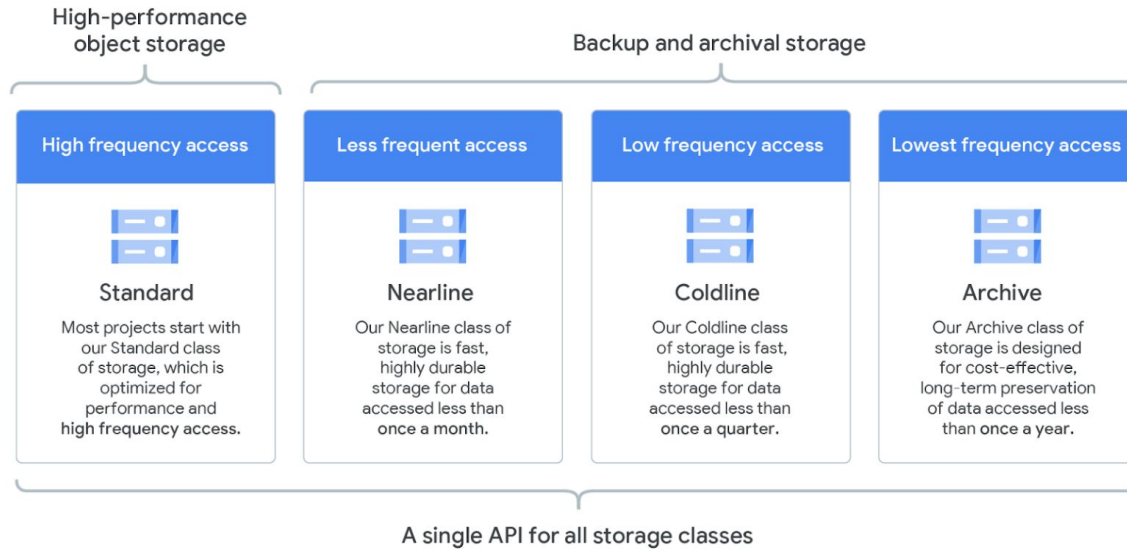 High-performance
object storage
Backup and archival storage
High frequency access
Less frequent access
Low frequency access
Lowest frequency access
Standard
Most projects start with
our Standard class
of storage, which is
optimized for
performance and
high frequency access.
Nearline
Our Nearline class of
storage is fast,
highly durable
storage for data
accessed less than
once a month.
Coldline
Our Coldline class
of storage is fast,
highly durable
storage for data
accessed less than
once a quarter.
Archive
Our Archive class of
storage is designed
for cost-effective,
long-term preservation
of data accessed less
than once a year.
A single API for all storage classes